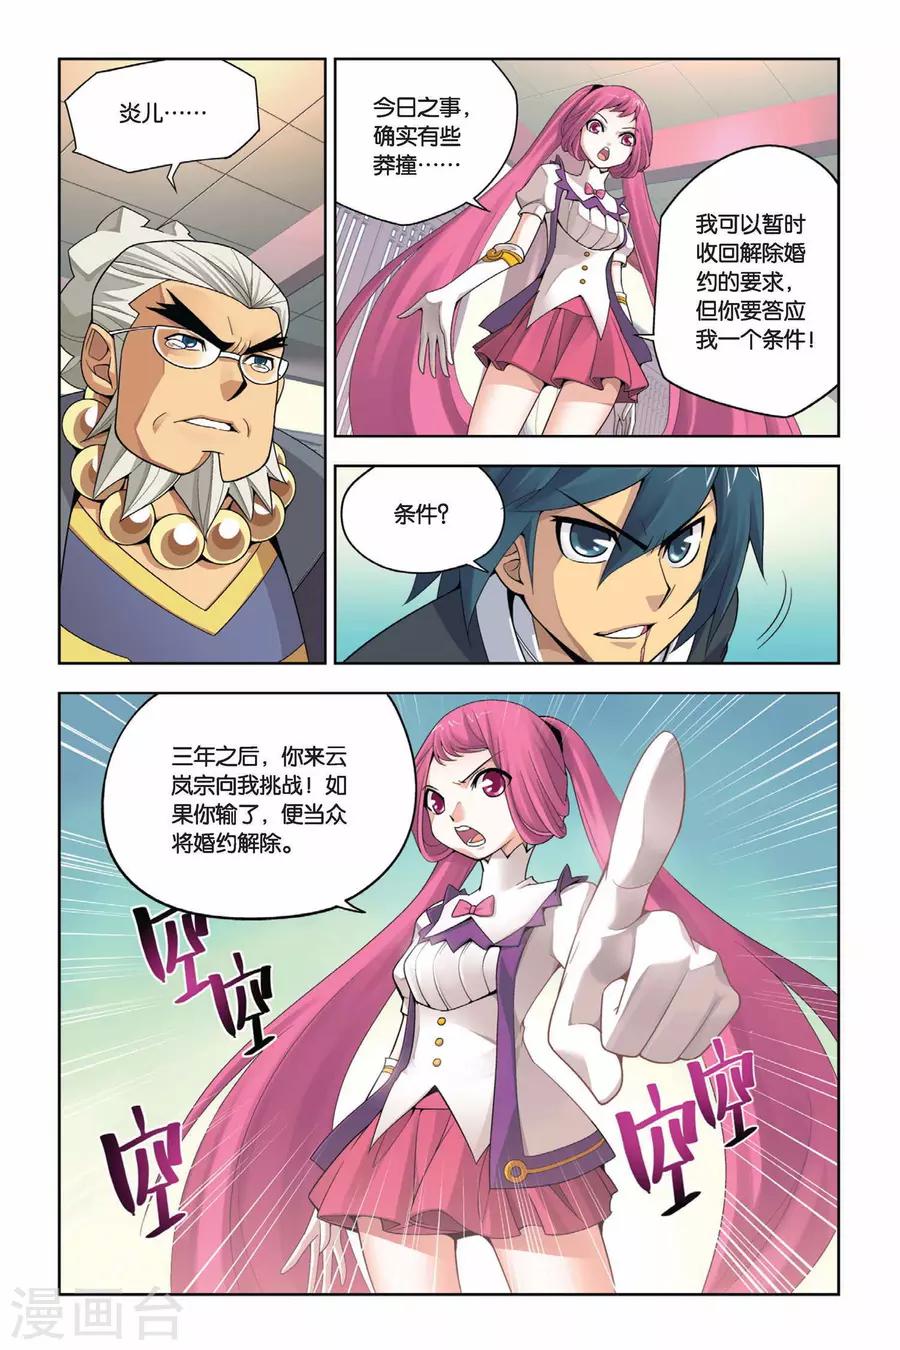 炎儿……
今日之事，
确实有些
莽撞……
我可以暂时
收回解除婚
约的要求，
但你要答应
我一个条件！
条件？
三年之后，你来云
岚宗向我挑战！如
果你输了，便当众
将婚约解除。
空
空
空
空
空
漫画台